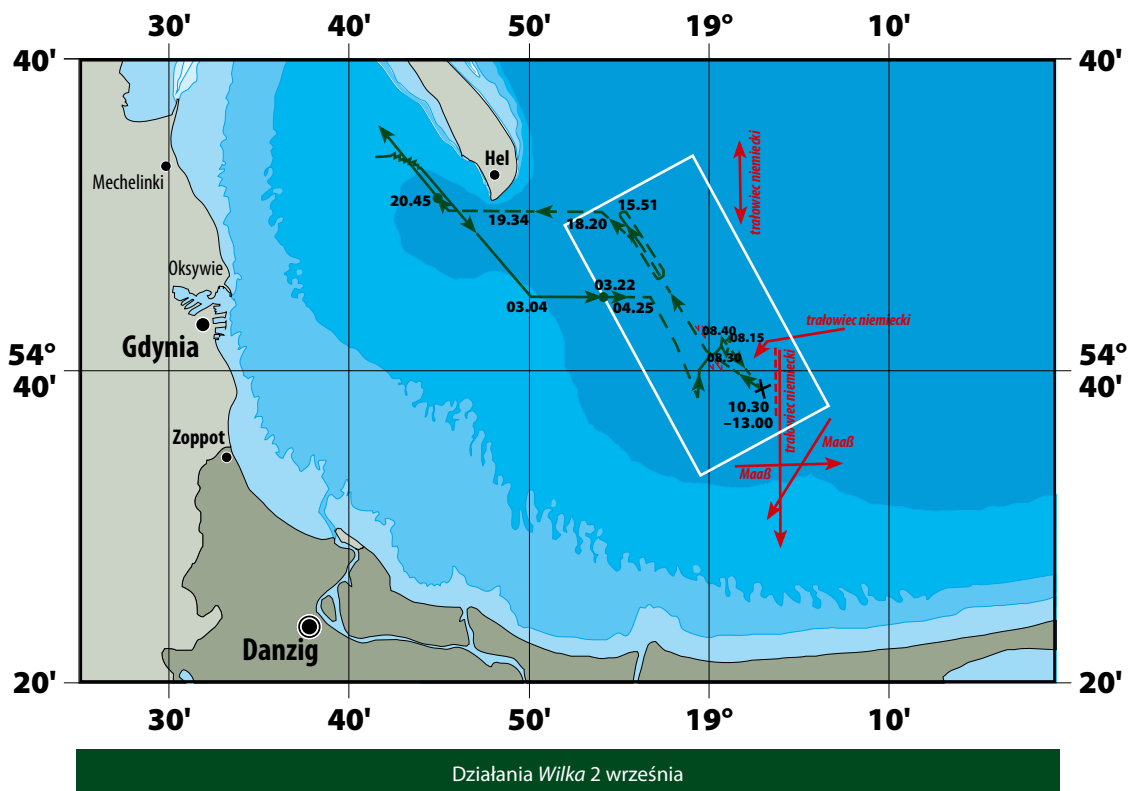 30'
40'
50'
19°
10'
40'
40'
trałowiec niemiecki
Hel
Mechelinki
20.45
19.34
18.20
15.51
Oksywie
03.22
03.04
04.25
trałowiec niemiecki
08.40
08.15
Gdynia
08.30
54°
40'
54°
40'
trałowiec niemiecki
10.30
–13.00
Zoppot
Maaß
Maaß
Danzig
20'
20'
30'
40'
50'
19°
10'
Działania Wilka 2 września